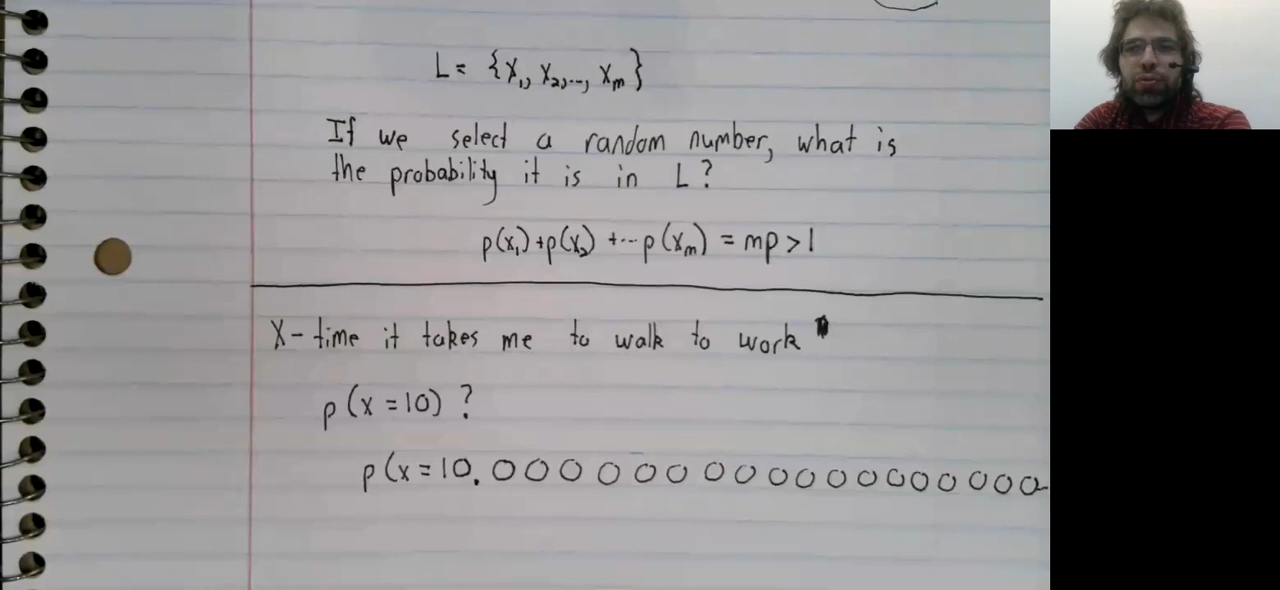 L = {x₁, x₂,..., xₘ}
If we select a random number, what is
the probability it is in L?
p(x₁)+p(x₂) +... p(xₘ) = mp > 1
X - time it takes me to walk to work
p(x=10) ?
p(x=10.00000000000000000